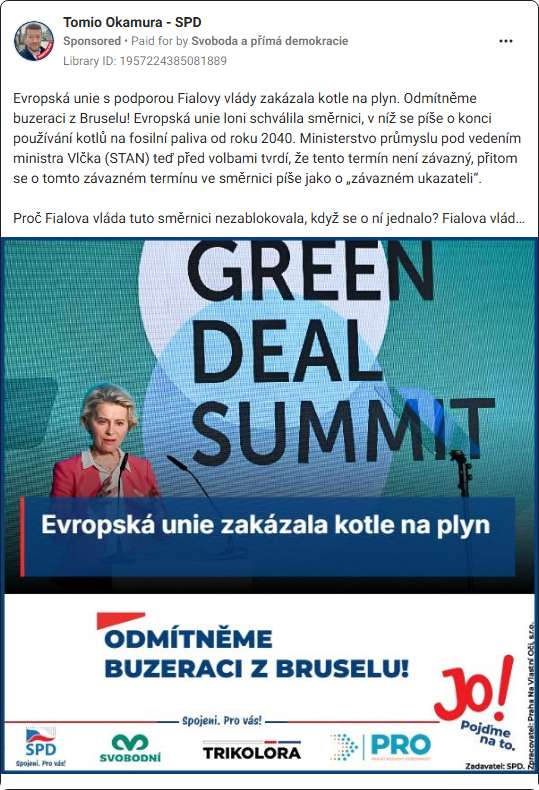 Tomio Okamura - SPD
Sponsored • Paid for by Svoboda a přímá demokracie
Library ID: 1957224385081889
Evropská unie s podporou Fialovy vlády zakázala kotle na plyn. Odmítněme
buzeraci z Bruselu! Evropská unie loni schválila směrnici, v níž se píše o konci
používání kotlů na fosilní paliva od roku 2040. Ministerstvo průmyslu pod vedením
ministra Vlčka (STAN) teď před volbami tvrdí, že tento termín není závazný, přitom
se o tomto závazném termínu ve směrnici píše jako o „závazném ukazateli“.
Proč Fialova vláda tuto směrnici nezablokovala, když se o ní jednalo? Fialova vlád...
GREEN
DEAL
SUMMIT
Evropská unie zakázala kotle na plyn
ODMÍTNĚME
BUZERACI Z BRUSELU!
Jo!
Pojďme
na to.
Spojeni. Pro vás!
SPD
Spojeni. Pro vás!
SVOBODNÍ
TRIKOLORA
PRO
Zadavatel: SPD.
Zpracovatel: Praha Na Vlastní Oči, s.r.o.